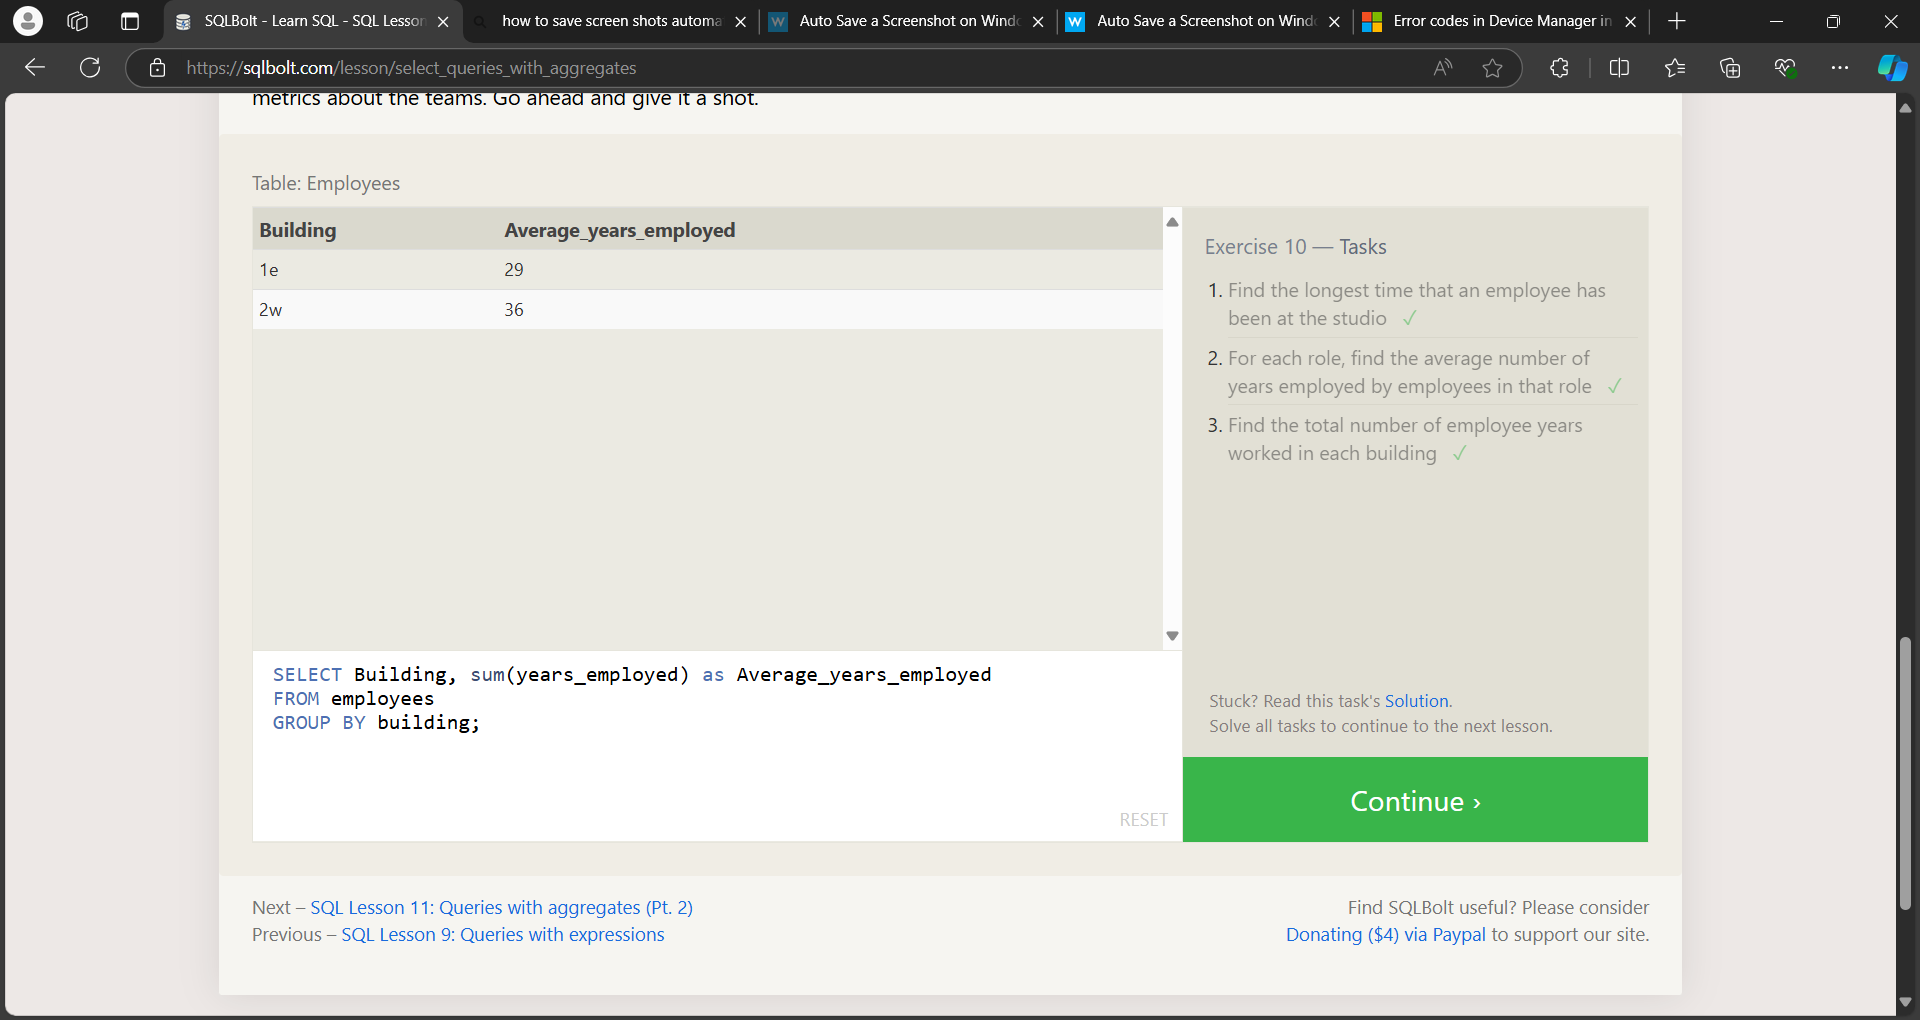 SQLBolt - Learn SQL - SQL Lesson
how to save screen shots automa
Auto Save a Screenshot on Windo
Auto Save a Screenshot on Windo
Error codes in Device Manager in
https://sqlbolt.com/lesson/select_queries_with_aggregates
metrics about the teams. Go ahead and give it a shot.
Table: Employees
Building Average_years_employed
1e 29
2w 36
SELECT Building, sum(years_employed) as Average_years_employed
FROM employees
GROUP BY building;
RESET
Exercise 10 — Tasks
1. Find the longest time that an employee has
been at the studio ✓
2. For each role, find the average number of
years employed by employees in that role ✓
3. Find the total number of employee years
worked in each building ✓
Stuck? Read this task's Solution.
Solve all tasks to continue to the next lesson.
Continue ›
Next – SQL Lesson 11: Queries with aggregates (Pt. 2)
Previous – SQL Lesson 9: Queries with expressions
Find SQLBolt useful? Please consider
Donating ($4) via Paypal to support our site.